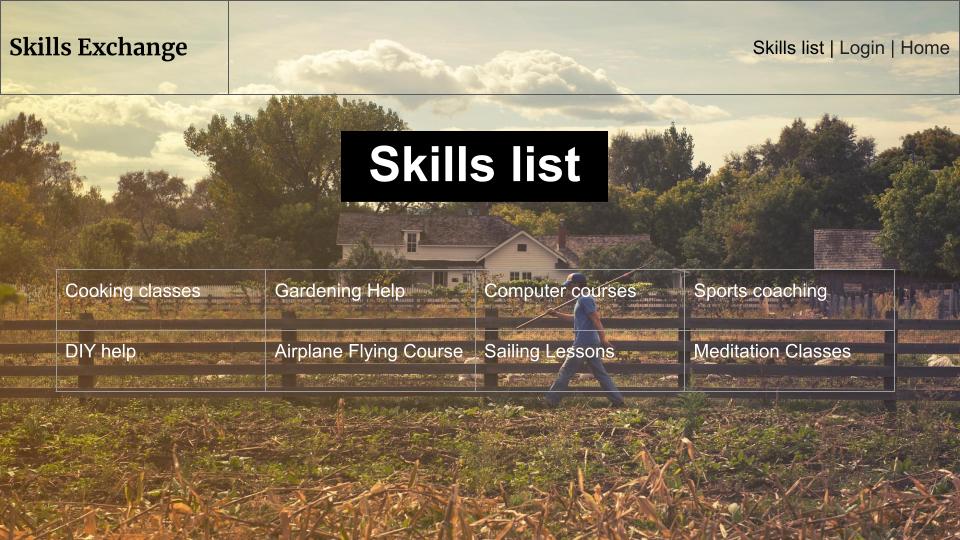 Skills Exchange
Skills list | Login | Home
Skills list
Cooking classes Gardening Help Computer courses Sports coaching
DIY help Airplane Flying Course Sailing Lessons Meditation Classes